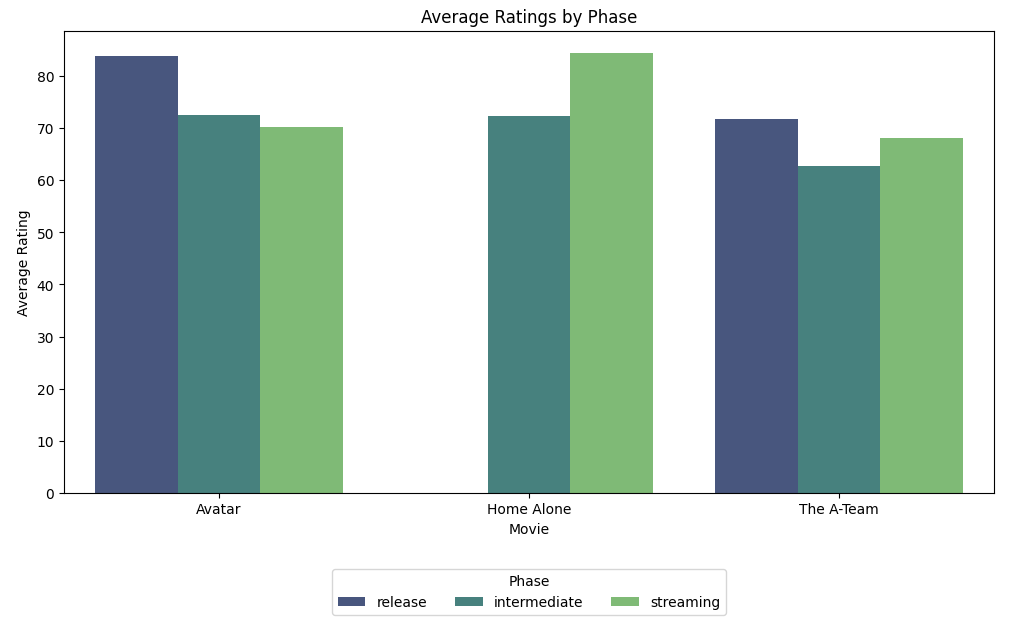 Average Ratings by Phase
Average Rating
80
70
60
50
40
30
20
10
0
Avatar Home Alone The A-Team
Movie
Phase
release intermediate streaming